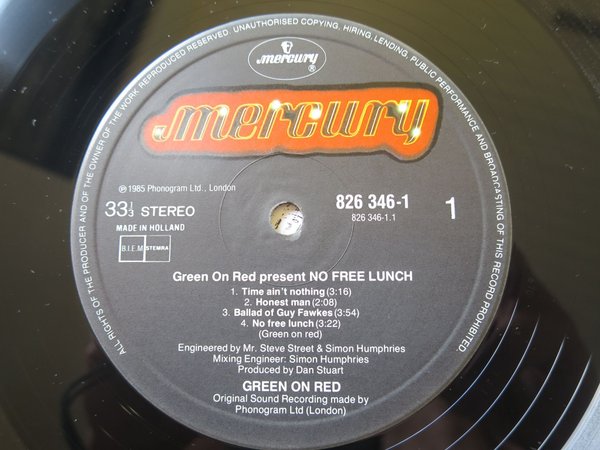 ALL RIGHTS OF THE PRODUCER AND OF THE OWNER OF THE WORK REPRODUCED RESERVED. UNAUTHORISED COPYING, HIRING, LENDING, PUBLIC PERFORMANCE AND BROADCASTING OF THIS RECORD PROHIBITED.
mercury
®
mercury
℗ 1985 Phonogram Ltd., London
33 1/3 STEREO
MADE IN HOLLAND
B.I.E.M. STEMRA
826 346-1
826 346-1.1
1
Green On Red present NO FREE LUNCH
1. Time ain't nothing (3:16)
2. Honest man (2:08)
3. Ballad of Guy Fawkes (3:54)
4. No free lunch (3:22)
(Green on red)
Engineered by Mr. Steve Street & Simon Humphries
Mixing Engineer: Simon Humphries
Produced by Dan Stuart
GREEN ON RED
Original Sound Recording made by
Phonogram Ltd (London)